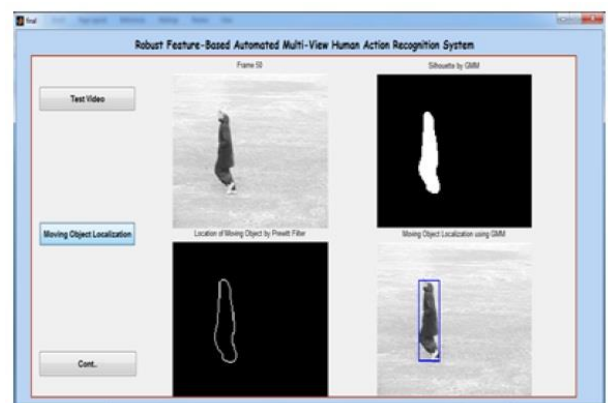 final
Robust Feature-Based Automated Multi-View Human Action Recognition System
Frame 50
Silhouette by GMM
Test Video
Location of Moving Object by Prewitt Filter
Moving Object Localization using GMM
Moving Object Localization
Cont..